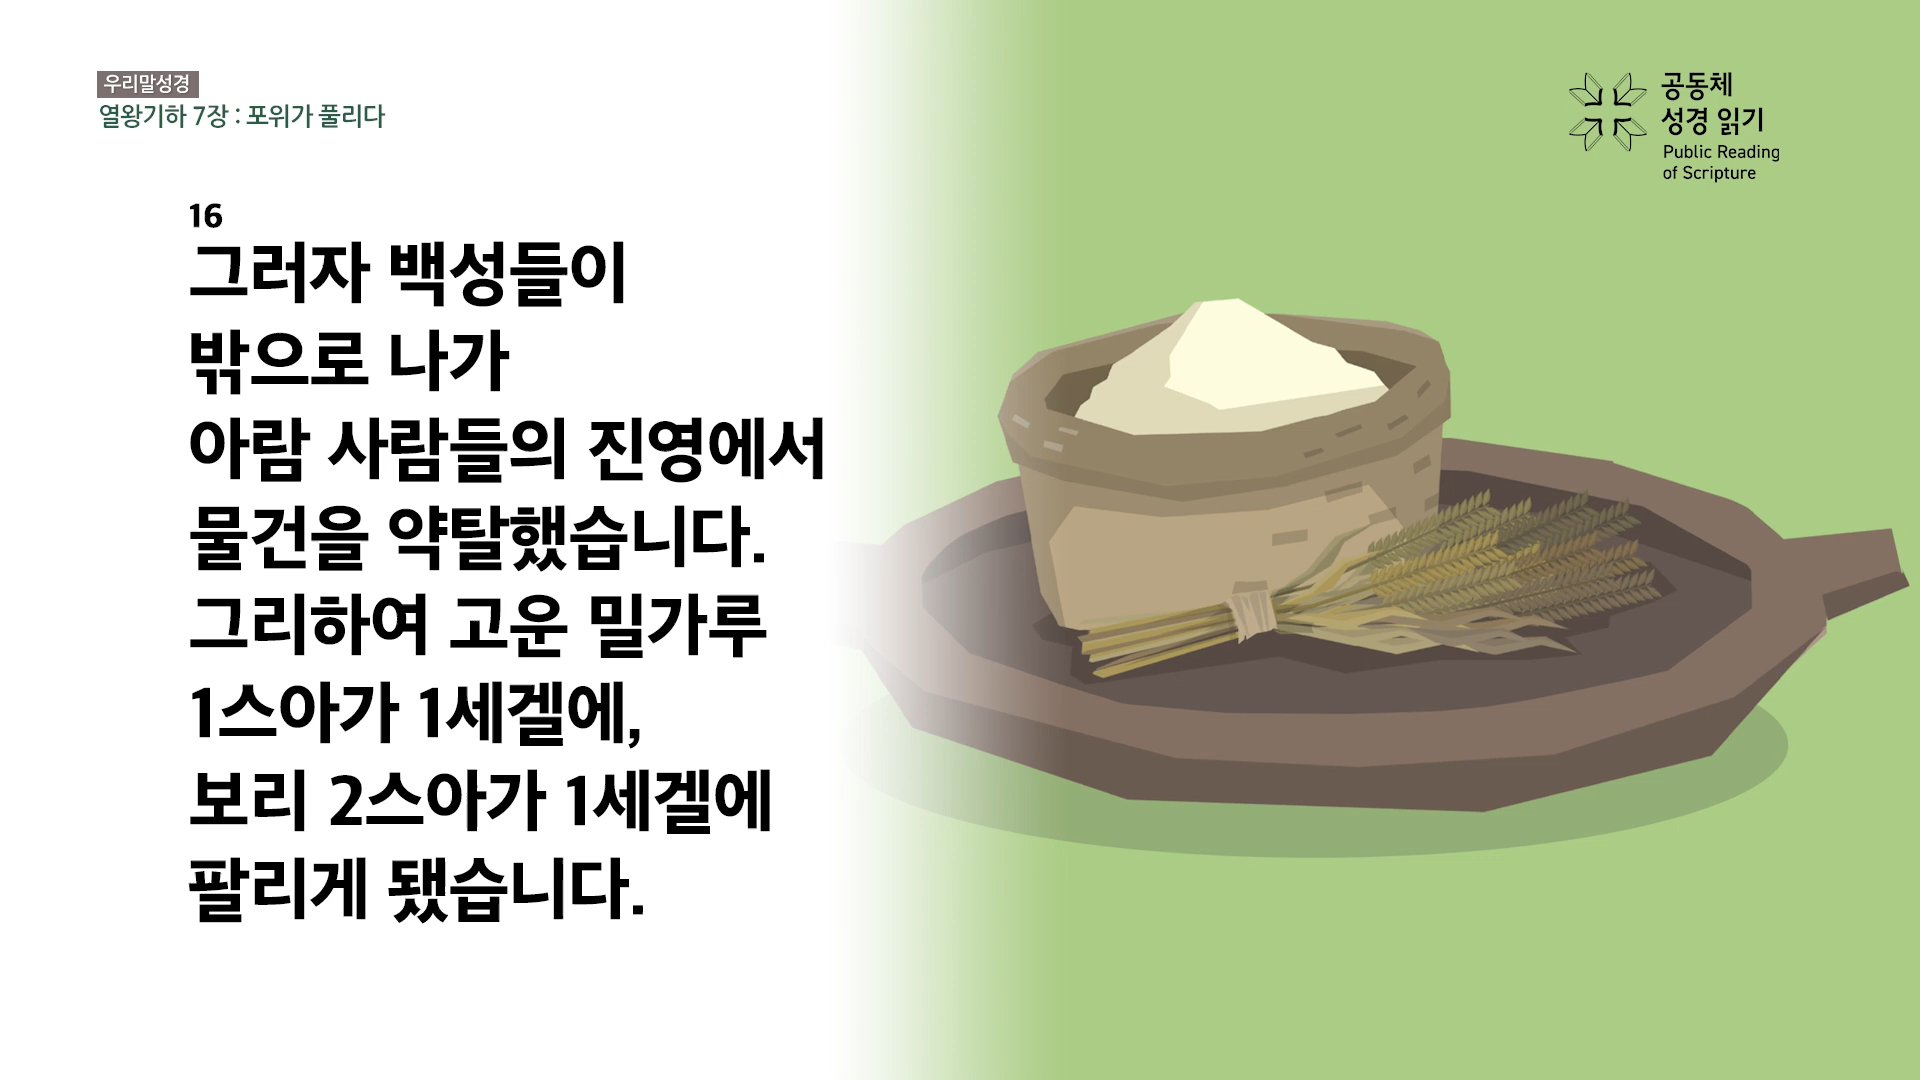 우리말성경
열왕기하 7장 : 포위가 풀리다
공동체
성경 읽기
Public Reading
of Scripture
16
그러자 백성들이
밖으로 나가
아람 사람들의 진영에서
물건을 약탈했습니다.
그리하여 고운 밀가루
1스아가 1세겔에,
보리 2스아가 1세겔에
팔리게 됐습니다.